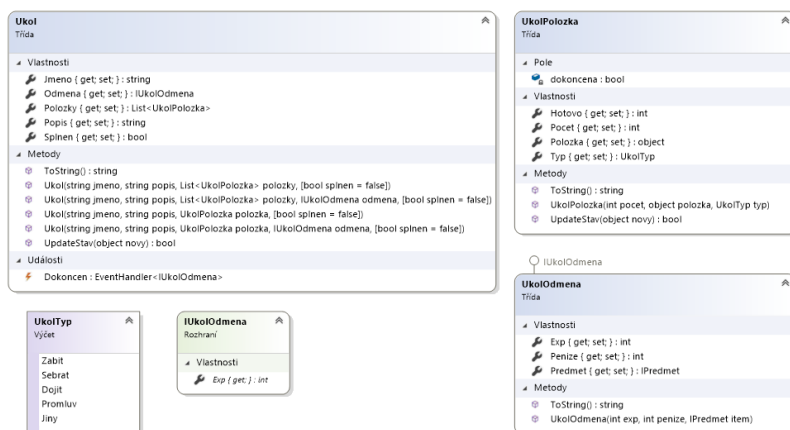 Ukol
Třída
Vlastnosti
Jmeno { get; set; } : string
Odmena { get; set; } : IUkolOdmena
Polozky { get; set; } : List<UkolPolozka>
Popis { get; set; } : string
Splnen { get; set; } : bool
Metody
ToString() : string
Ukol(string jmeno, string popis, List<UkolPolozka> polozky, [bool splnen = false])
Ukol(string jmeno, string popis, List<UkolPolozka> polozky, IUkolOdmena odmena, [bool splnen = false])
Ukol(string jmeno, string popis, UkolPolozka polozka, [bool splnen = false])
Ukol(string jmeno, string popis, UkolPolozka polozka, IUkolOdmena odmena, [bool splnen = false])
UpdateStav(object novy) : bool
Události
Dokoncen : EventHandler<IUkolOdmena>
UkolPolozka
Třída
Pole
dokoncena : bool
Vlastnosti
Hotovo { get; set; } : int
Pocet { get; set; } : int
Polozka { get; set; } : object
Typ { get; set; } : UkolTyp
Metody
ToString() : string
UkolPolozka(int pocet, object polozka, UkolTyp typ)
UpdateStav(object novy) : bool
UkolTyp
Výčet
Zabit
Sebrat
Dojit
Promluv
Jiny
IUkolOdmena
Rozhraní
Vlastnosti
Exp { get; } : int
IUkolOdmena
UkolOdmena
Třída
Vlastnosti
Exp { get; set; } : int
Penize { get; set; } : int
Predmet { get; set; } : IPredmet
Metody
ToString() : string
UkolOdmena(int exp, int penize, IPredmet item)